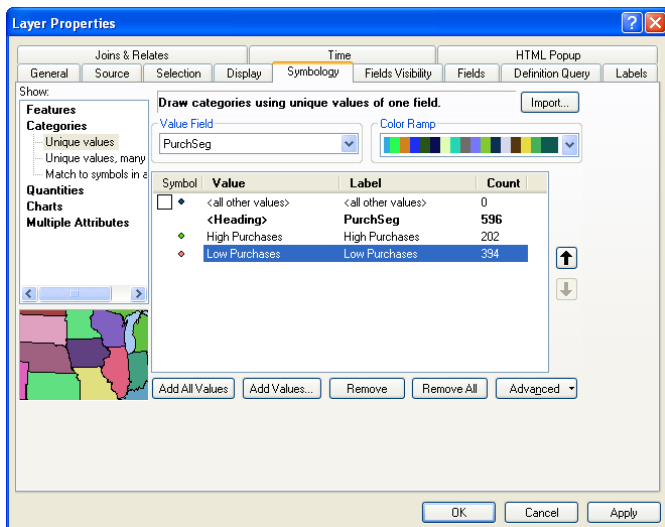 Layer Properties
Joins & Relates Time HTML Popup
General Source Selection Display Symbology Fields Visibility Fields Definition Query Labels
Show:
Features
Categories
Unique values
Unique values, many
Match to symbols in a
Quantities
Charts
Multiple Attributes
Draw categories using unique values of one field.
Import...
Value Field
PurchSeg
Color Ramp
Symbol Value Label Count
<all other values> <all other values> 0
<Heading> PurchSeg 596
High Purchases High Purchases 202
Low Purchases Low Purchases 394
Add All Values Add Values... Remove Remove All Advanced
OK Cancel Apply